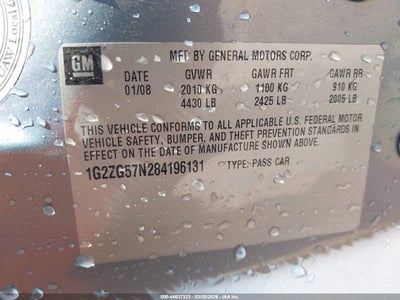 GM
MFD BY GENERAL MOTORS CORP.
DATE GVWR GAWR FRT GAWR RR
01/08 2010 KG 1100 KG 910 KG
4430 LB 2425 LB 2005 LB
THIS VEHICLE CONFORMS TO ALL APPLICABLE U.S. FEDERAL MOTOR
VEHICLE SAFETY, BUMPER, AND THEFT PREVENTION STANDARDS IN
EFFECT ON THE DATE OF MANUFACTURE SHOWN ABOVE.
1G2ZG57N284196131 TYPE: PASS CAR